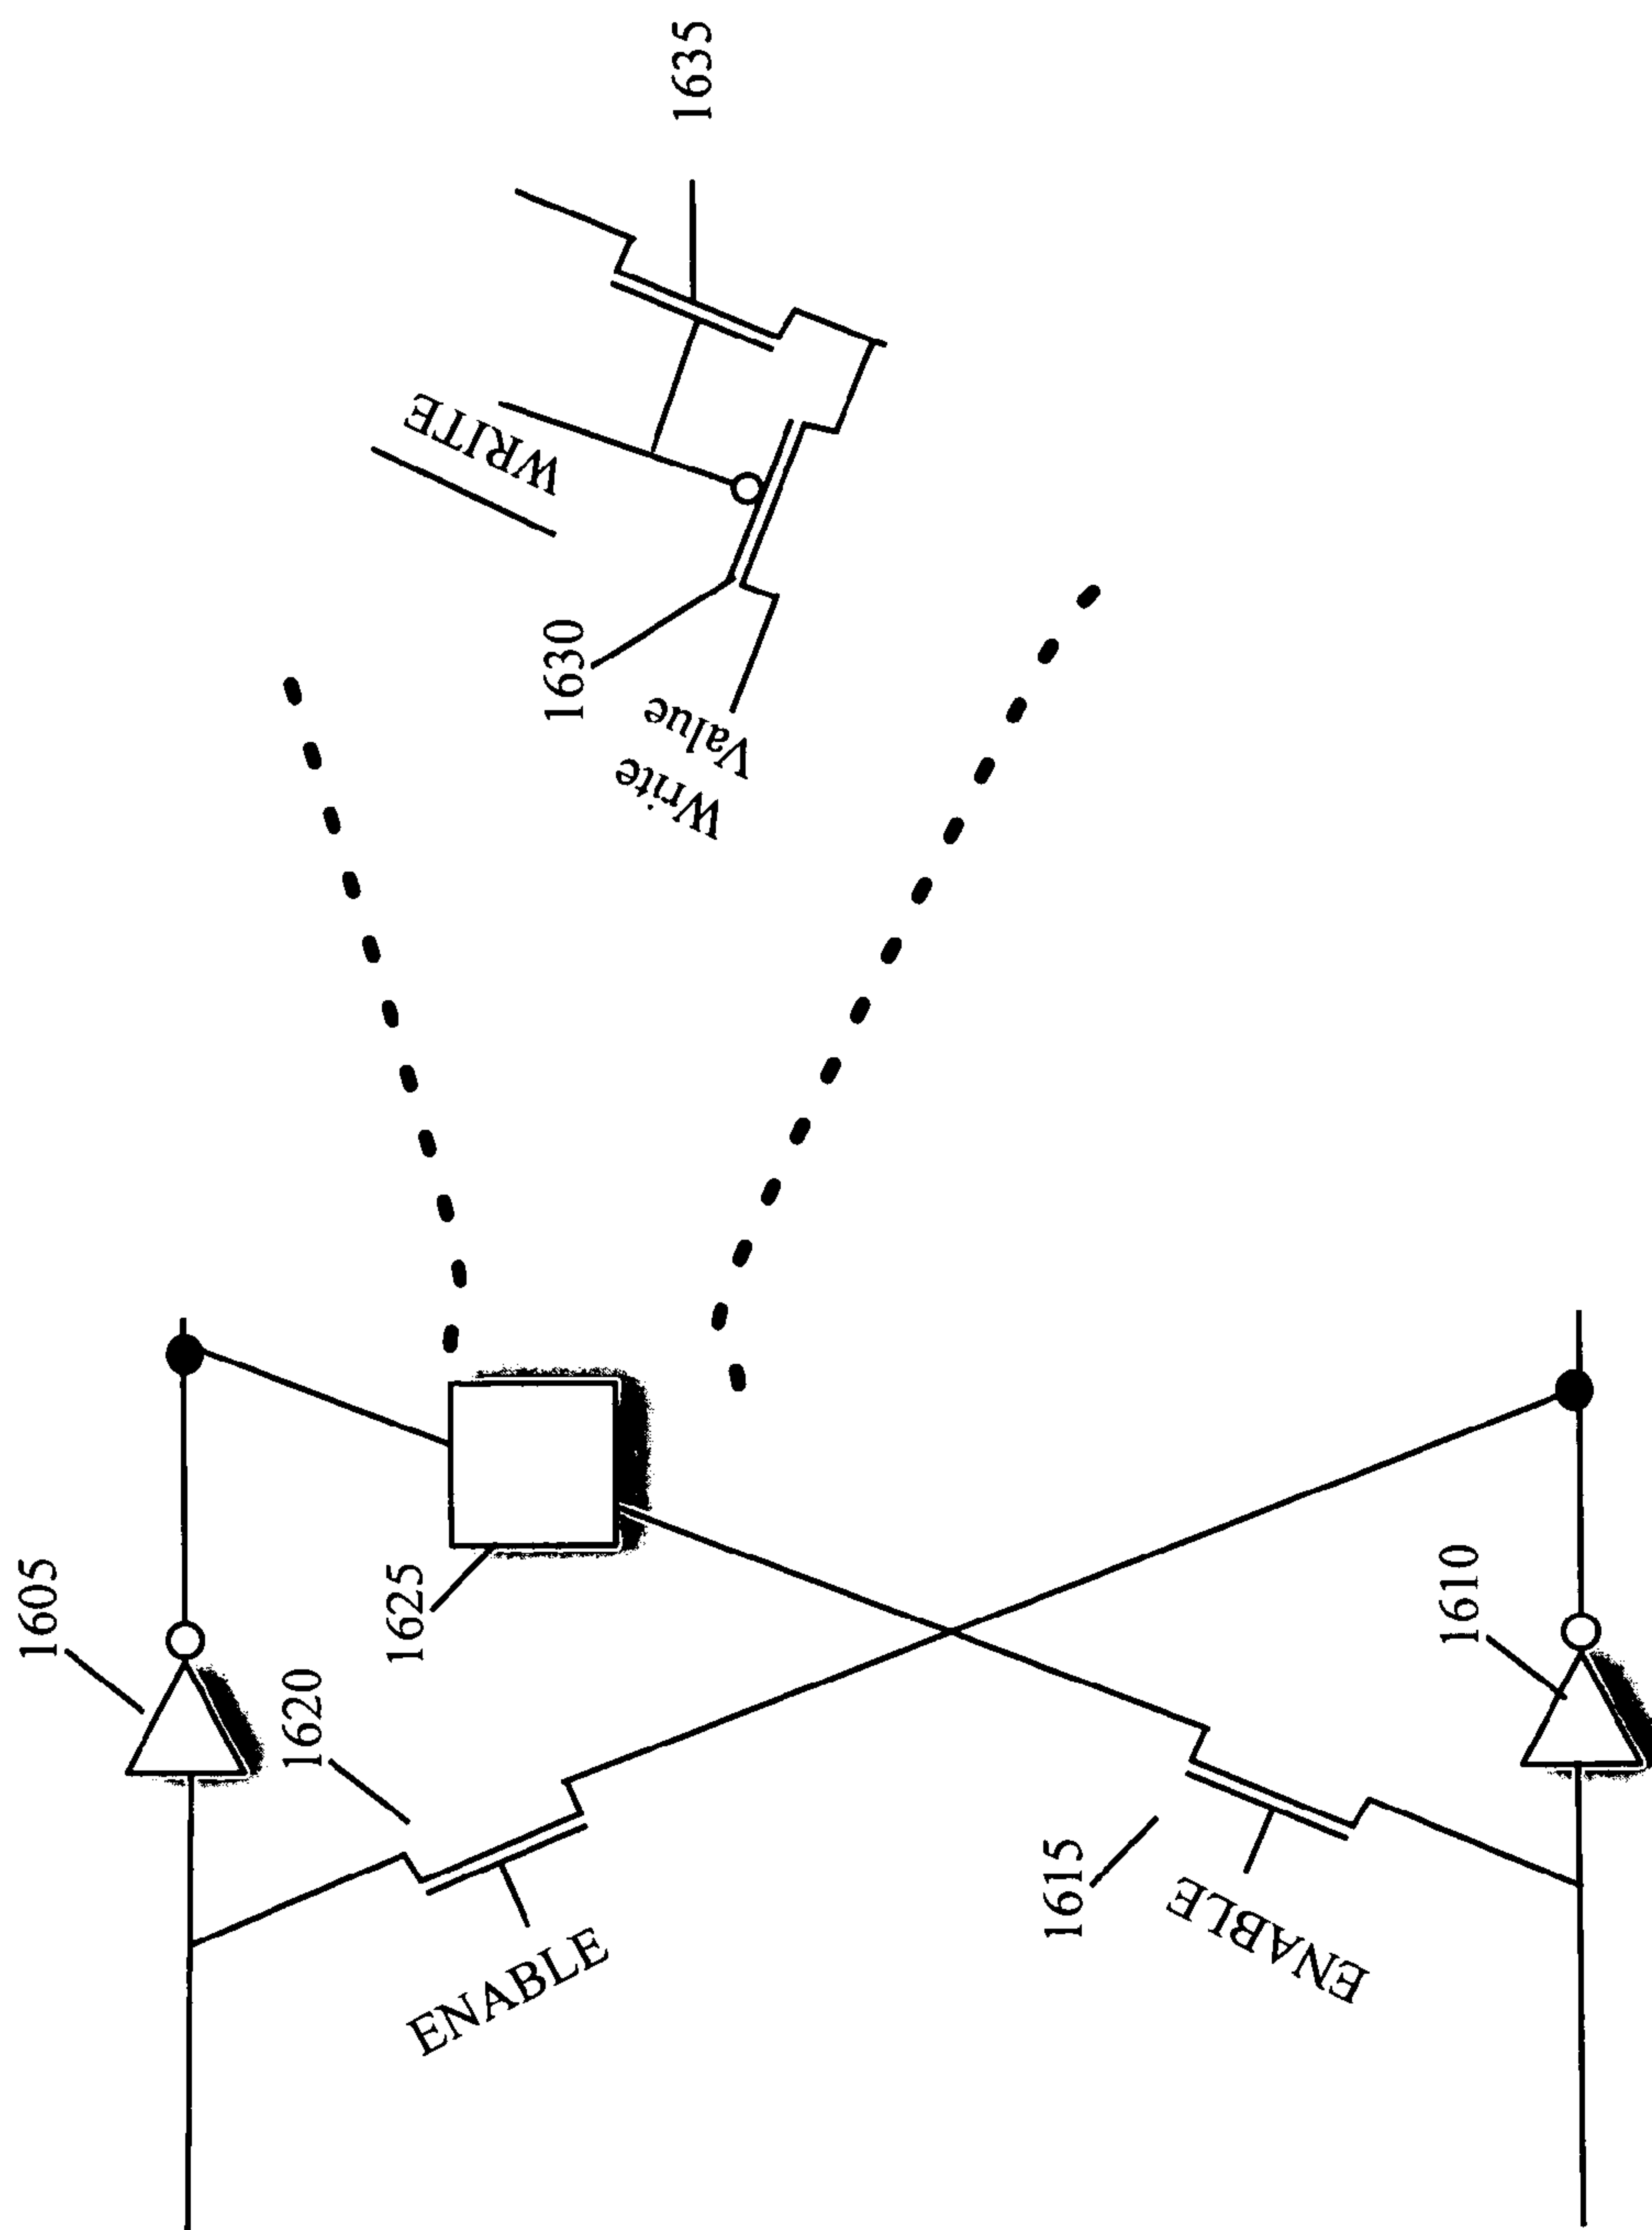 1635
WRITE
1630
Write
Value
1605
1625
1620
1610
1615
ENABLE
ENABLE